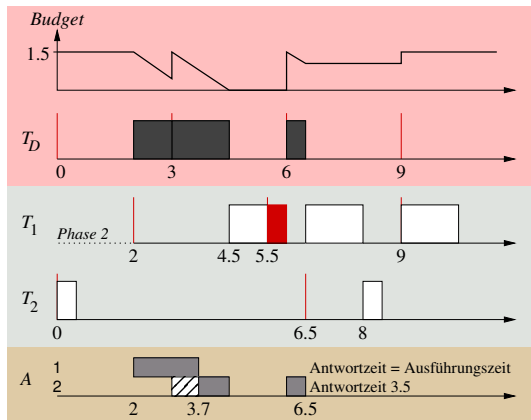 Budget
1.5
T_D
0 3 6 9
T_1 Phase 2
2 4.5 5.5 9
T_2
0 6.5 8
1 Antwortzeit = Ausführungszeit
A 2 Antwort 3.5
2 3.7 6.5